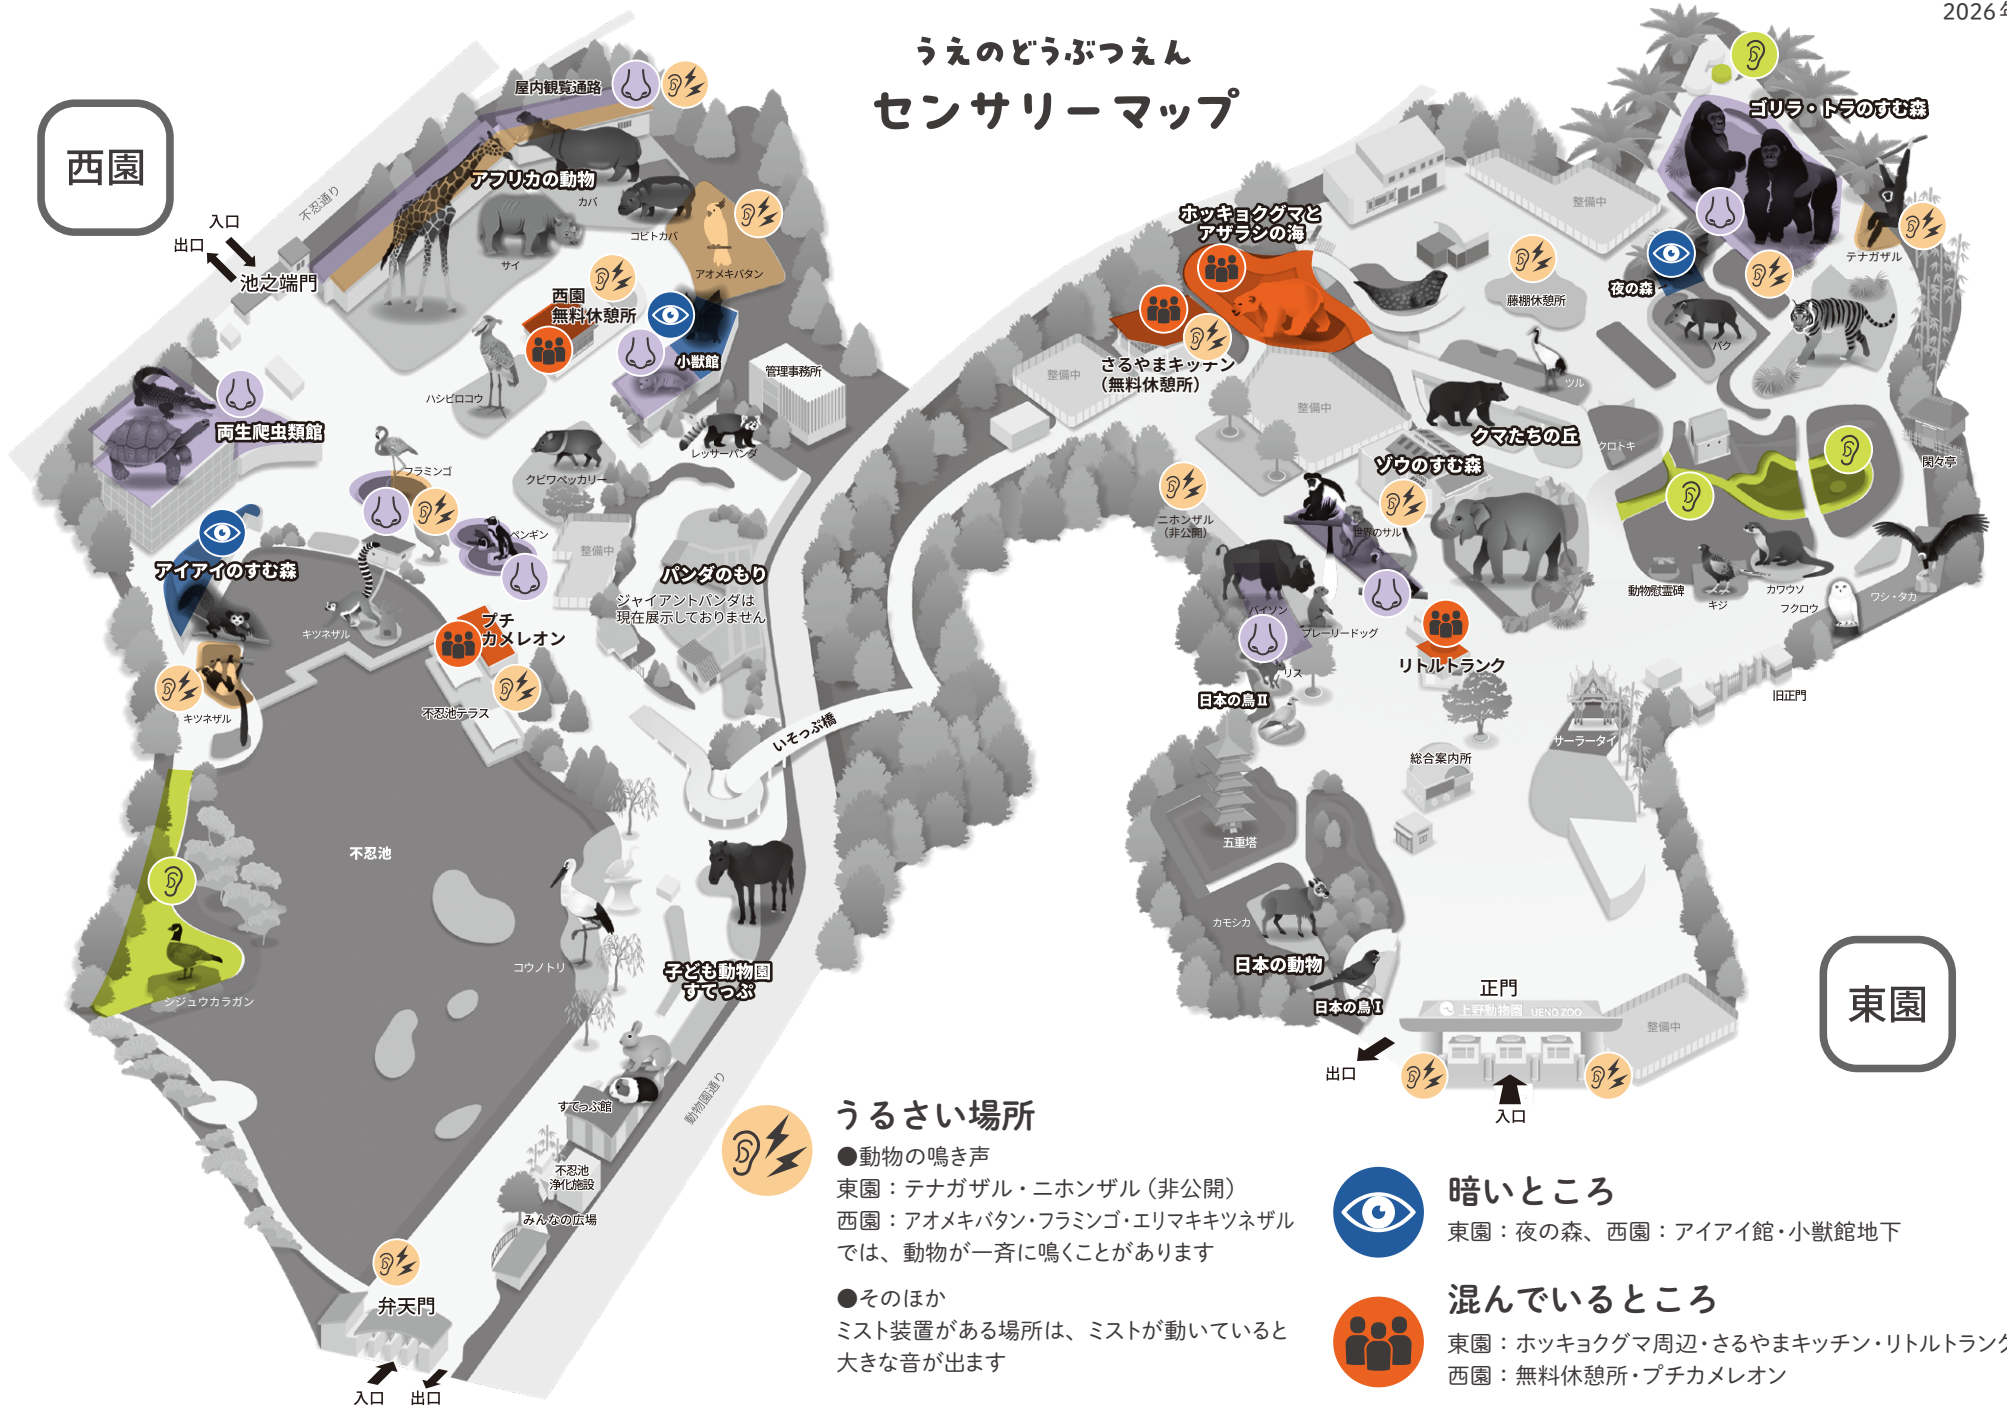 2026年
うえのどうぶつえん
センサリーマップ
西園
屋内観覧通路
不忍通り
アフリカの動物
カバ
コビトカバ
サイ
アオメキバタン
入口
出口
池之端門
西園
無料休憩所
小獣館
管理事務所
ハシビロコウ
両生爬虫類館
レッサーパンダ
フラミンゴ
クビワペッカリー
ペンギン
整備中
アイアイのすむ森
パンダのもり
ジャイアントパンダは
現在展示しておりません
キツネザル
プチ
カメレオン
キツネザル
不忍池テラス
いそっぷ橋
不忍池
コウノトリ
シジュウカラガン
子ども動物園
すてっぷ
すてっぷ館
動物園通り
不忍池
浄化施設
みんなの広場
弁天門
入口
出口
ゴリラ・トラのすむ森
整備中
ホッキョクグマと
アザラシの海
テナガザル
藤棚休憩所
夜の森
バク
さるやまキッチン
（無料休憩所）
整備中
整備中
ツル
クマたちの丘
クロトキ
閑々亭
ゾウのすむ森
ニホンザル
（非公開）
世界のサル
バイソン
プレーリードッグ
リス
動物慰霊碑
キジ
カワウソ
フクロウ
ワシ・タカ
リトルトランク
日本の鳥Ⅱ
旧正門
サーラータイ
総合案内所
五重塔
カモシカ
日本の動物
日本の鳥Ⅰ
正門
上野動物園 UENO ZOO
整備中
出口
入口
東園
うるさい場所
●動物の鳴き声
東園：テナガザル・ニホンザル（非公開）
西園：アオメキバタン・フラミンゴ・エリマキキツネザル
では、動物が一斉に鳴くことがあります
●そのほか
ミスト装置がある場所は、ミストが動いていると
大きな音が出ます
暗いところ
東園：夜の森、西園：アイアイ館・小獣館地下
混んでいるところ
東園：ホッキョクグマ周辺・さるやまキッチン・リトルトランク
西園：無料休憩所・プチカメレオン